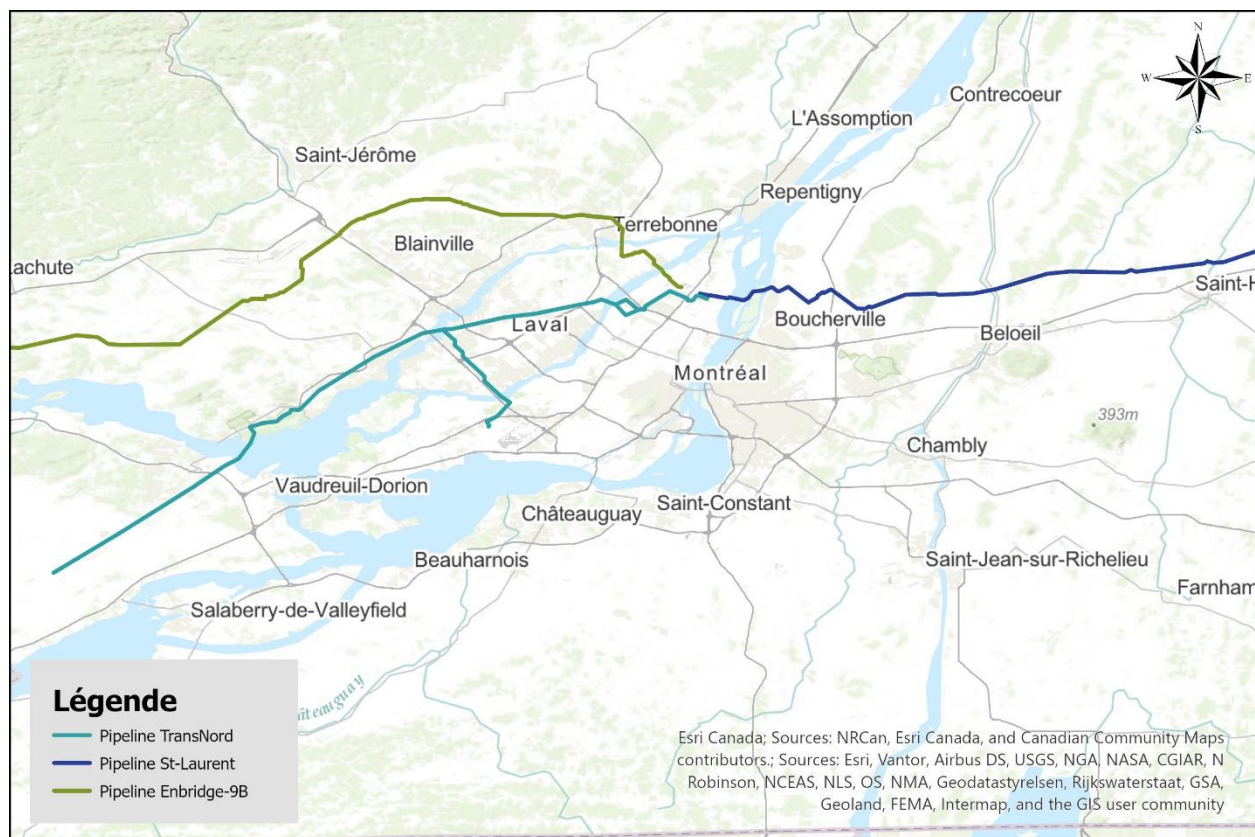 N
W
E
S
Contrecoeur
L'Assomption
Saint-Jérôme
Repentigny
Terrebonne
Blainville
Lachute
Saint-H
Laval
Boucherville
Beloeil
Montréal
393m
Chambly
Vaudreuil-Dorion
Saint-Constant
Châteauguay
Beauharnois
Saint-Jean-sur-Richelieu
Farnham
Salaberry-de-Valleyfield
âteauguay
Légende
Pipeline TransNord
Pipeline St-Laurent
Pipeline Enbridge-9B
Esri Canada; Sources: NRCan, Esri Canada, and Canadian Community Maps
contributors.; Sources: Esri, Vantor, Airbus DS, USGS, NGA, NASA, CGIAR, N
Robinson, NCEAS, NLS, OS, NMA, Geodatastyrelsen, Rijkswaterstaat, GSA,
Geoland, FEMA, Intermap, and the GIS user community